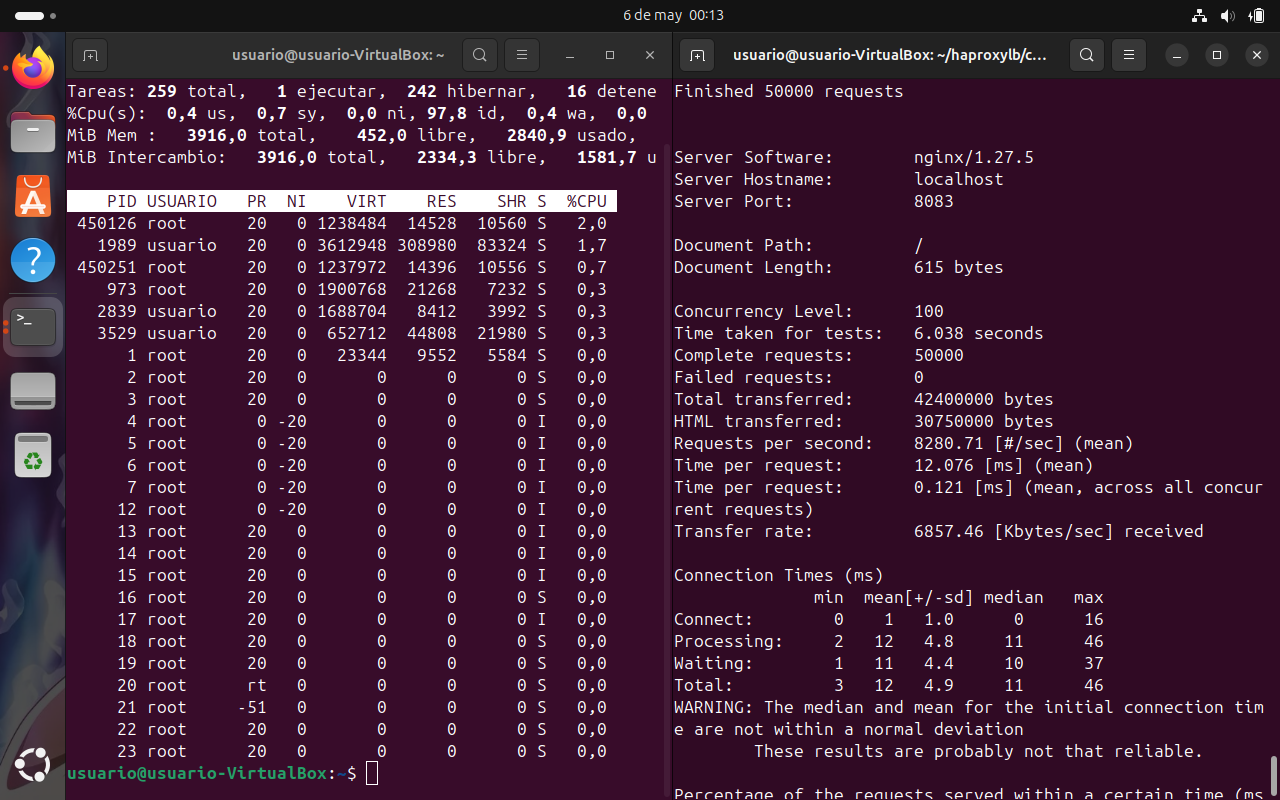 6 de may 00:13
usuario@usuario-VirtualBox: ~
Tareas: 259 total, 1 ejecutar, 242 hibernar, 16 detene
%Cpu(s): 0,4 us, 0,7 sy, 0,0 ni, 97,8 id, 0,4 wa, 0,0
MiB Mem : 3916,0 total, 452,0 libre, 2840,9 usado,
MiB Intercambio: 3916,0 total, 2334,3 libre, 1581,7 u
PID USUARIO PR NI VIRT RES SHR S %CPU
450126 root 20 0 1238484 14528 10560 S 2,0
1989 usuario 20 0 3612948 308980 83324 S 1,7
450251 root 20 0 1237972 14396 10556 S 0,7
973 root 20 0 1900768 21268 7232 S 0,3
2839 usuario 20 0 1688704 8412 3992 S 0,3
3529 usuario 20 0 652712 44808 21980 S 0,3
1 root 20 0 23344 9552 5584 S 0,0
2 root 20 0 0 0 0 S 0,0
3 root 20 0 0 0 0 S 0,0
4 root 0 -20 0 0 0 I 0,0
5 root 0 -20 0 0 0 I 0,0
6 root 0 -20 0 0 0 I 0,0
7 root 0 -20 0 0 0 I 0,0
12 root 0 -20 0 0 0 I 0,0
13 root 20 0 0 0 0 I 0,0
14 root 20 0 0 0 0 I 0,0
15 root 20 0 0 0 0 I 0,0
16 root 20 0 0 0 0 S 0,0
17 root 20 0 0 0 0 I 0,0
18 root 20 0 0 0 0 S 0,0
19 root 20 0 0 0 0 S 0,0
20 root rt 0 0 0 0 S 0,0
21 root -51 0 0 0 0 S 0,0
22 root 20 0 0 0 0 S 0,0
23 root 20 0 0 0 0 S 0,0
usuario@usuario-VirtualBox:~$
usuario@usuario-VirtualBox: ~/haproxylb/c...
Finished 50000 requests
Server Software: nginx/1.27.5
Server Hostname: localhost
Server Port: 8083
Document Path: /
Document Length: 615 bytes
Concurrency Level: 100
Time taken for tests: 6.038 seconds
Complete requests: 50000
Failed requests: 0
Total transferred: 42400000 bytes
HTML transferred: 30750000 bytes
Requests per second: 8280.71 [#/sec] (mean)
Time per request: 12.076 [ms] (mean)
Time per request: 0.121 [ms] (mean, across all concur
rent requests)
Transfer rate: 6857.46 [Kbytes/sec] received
Connection Times (ms)
min mean[+/-sd] median max
Connect: 0 1 1.0 0 16
Processing: 2 12 4.8 11 46
Waiting: 1 11 4.4 10 37
Total: 3 12 4.9 11 46
WARNING: The median and mean for the initial connection tim
e are not within a normal deviation
These results are probably not that reliable.
Percentage of the requests served within a certain time (ms